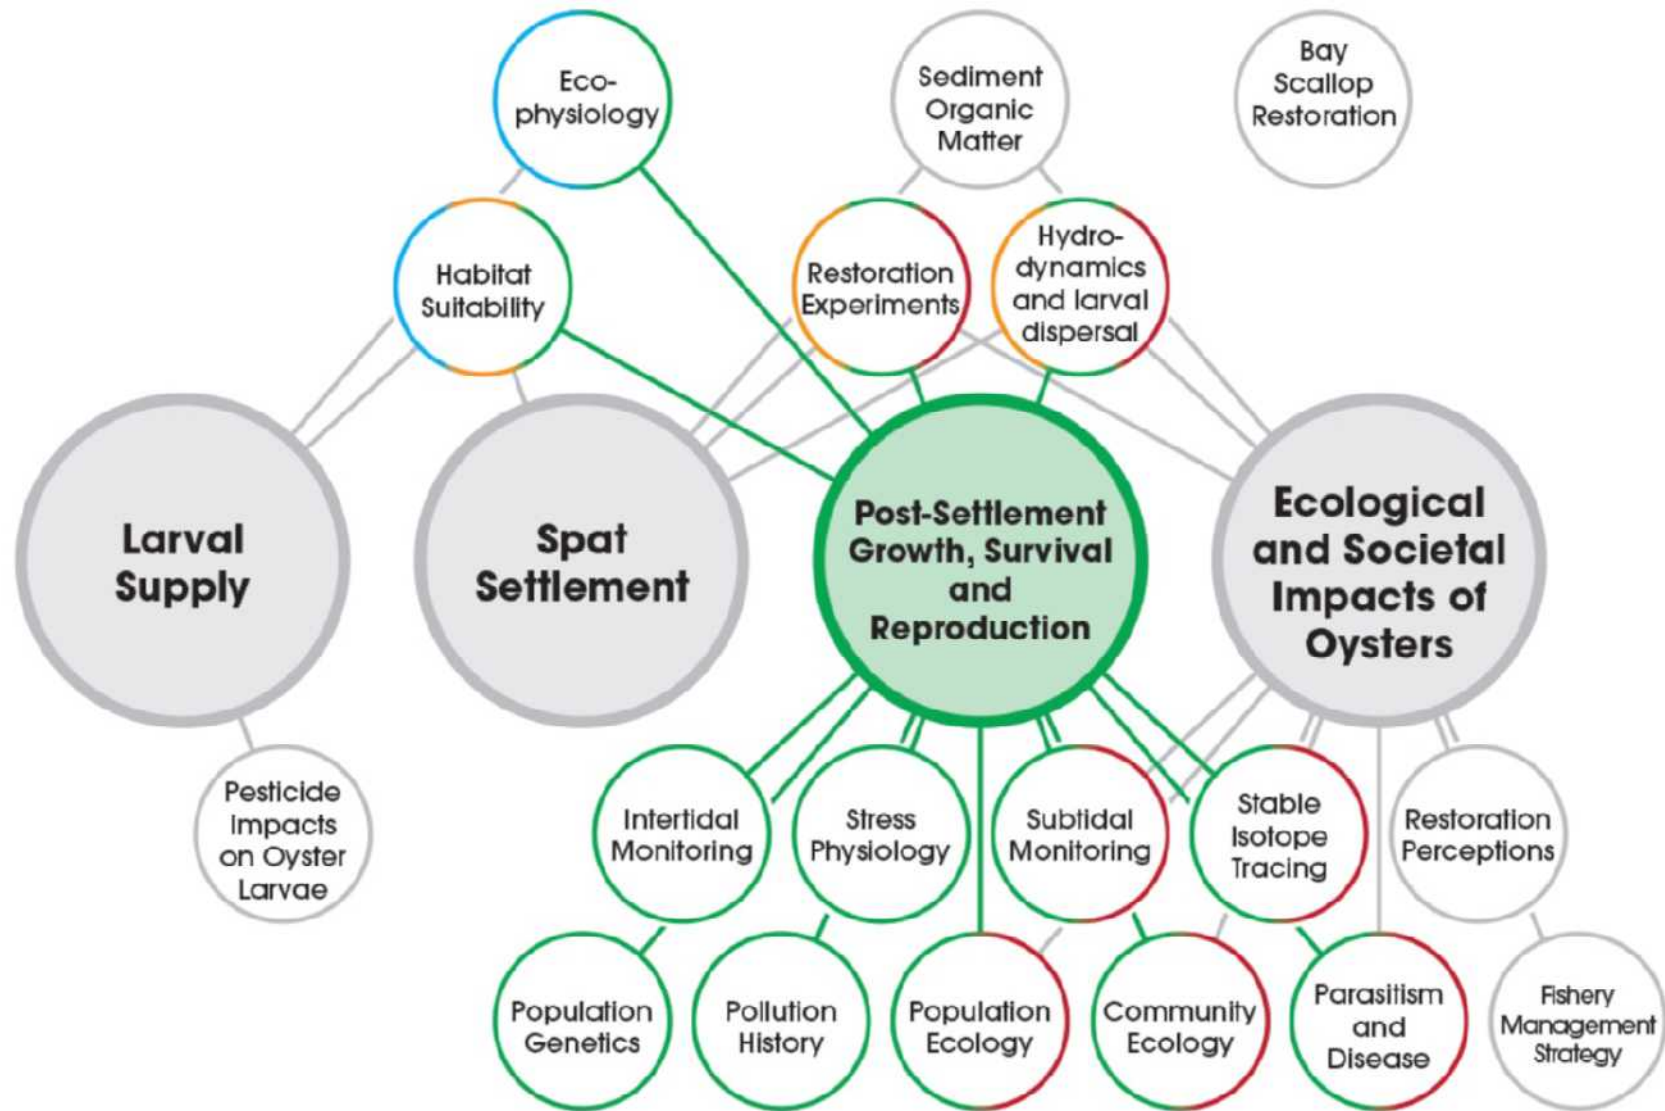 Eco-
physiology
Sediment
Organic
Matter
Bay
Scallop
Restoration
Habitat
Suitability
Restoration
Experiments
Hydro-
dynamics
and larval
dispersal
Larval
Supply
Spat
Settlement
Post-Settlement
Growth, Survival
and
Reproduction
Ecological
and Societal
Impacts of
Oysters
Pesticide
Impacts
on Oyster
Larvae
Intertidal
Monitoring
Stress
Physiology
Subtidal
Monitoring
Stable
Isotope
Tracing
Restoration
Perceptions
Population
Genetics
Pollution
History
Population
Ecology
Community
Ecology
Parasitism
and
Disease
Fishery
Management
Strategy